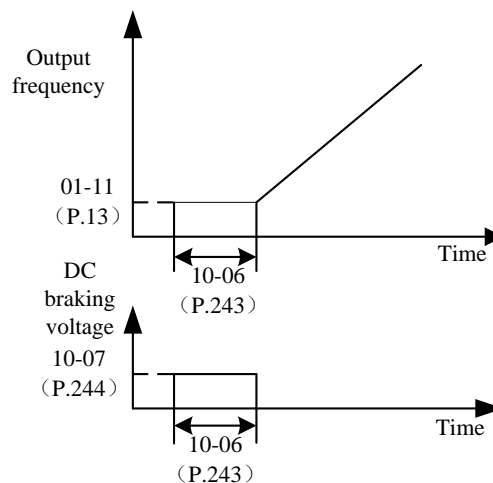 Output
frequency
01-11
（P.13）
Time
10-06
（P.243）
DC
braking
voltage
10-07
（P.244）
Time
10-06
（P.243）